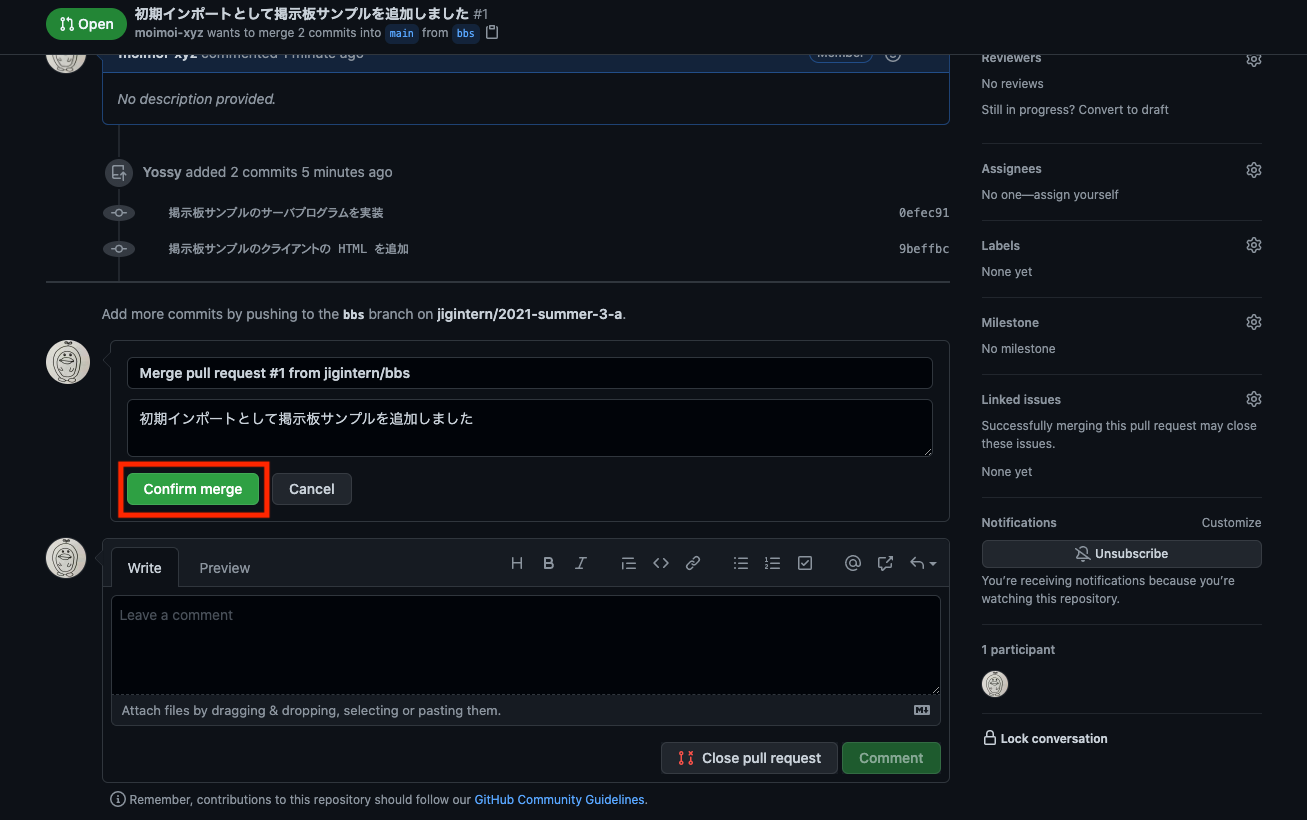 Open
初期インポートとして掲示板サンプルを追加しました #1
moimoi-xyz wants to merge 2 commits into main from bbs
moimoi-xyz commented 1 minute ago
Member
No description provided.
Yossy added 2 commits 5 minutes ago
掲示板サンプルのサーバプログラムを実装 0efec91
掲示板サンプルのクライアントの HTML を追加 9beffbc
Add more commits by pushing to the bbs branch on jigintern/2021-summer-3-a.
Merge pull request #1 from jigintern/bbs
初期インポートとして掲示板サンプルを追加しました
Confirm merge
Cancel
Write
Preview
Leave a comment
Attach files by dragging & dropping, selecting or pasting them.
Close pull request
Comment
Remember, contributions to this repository should follow our GitHub Community Guidelines.
Reviewers
No reviews
Still in progress? Convert to draft
Assignees
No one—assign yourself
Labels
None yet
Milestone
No milestone
Linked issues
Successfully merging this pull request may close
these issues.
None yet
Notifications
Customize
Unsubscribe
You’re receiving notifications because you’re
watching this repository.
1 participant
Lock conversation